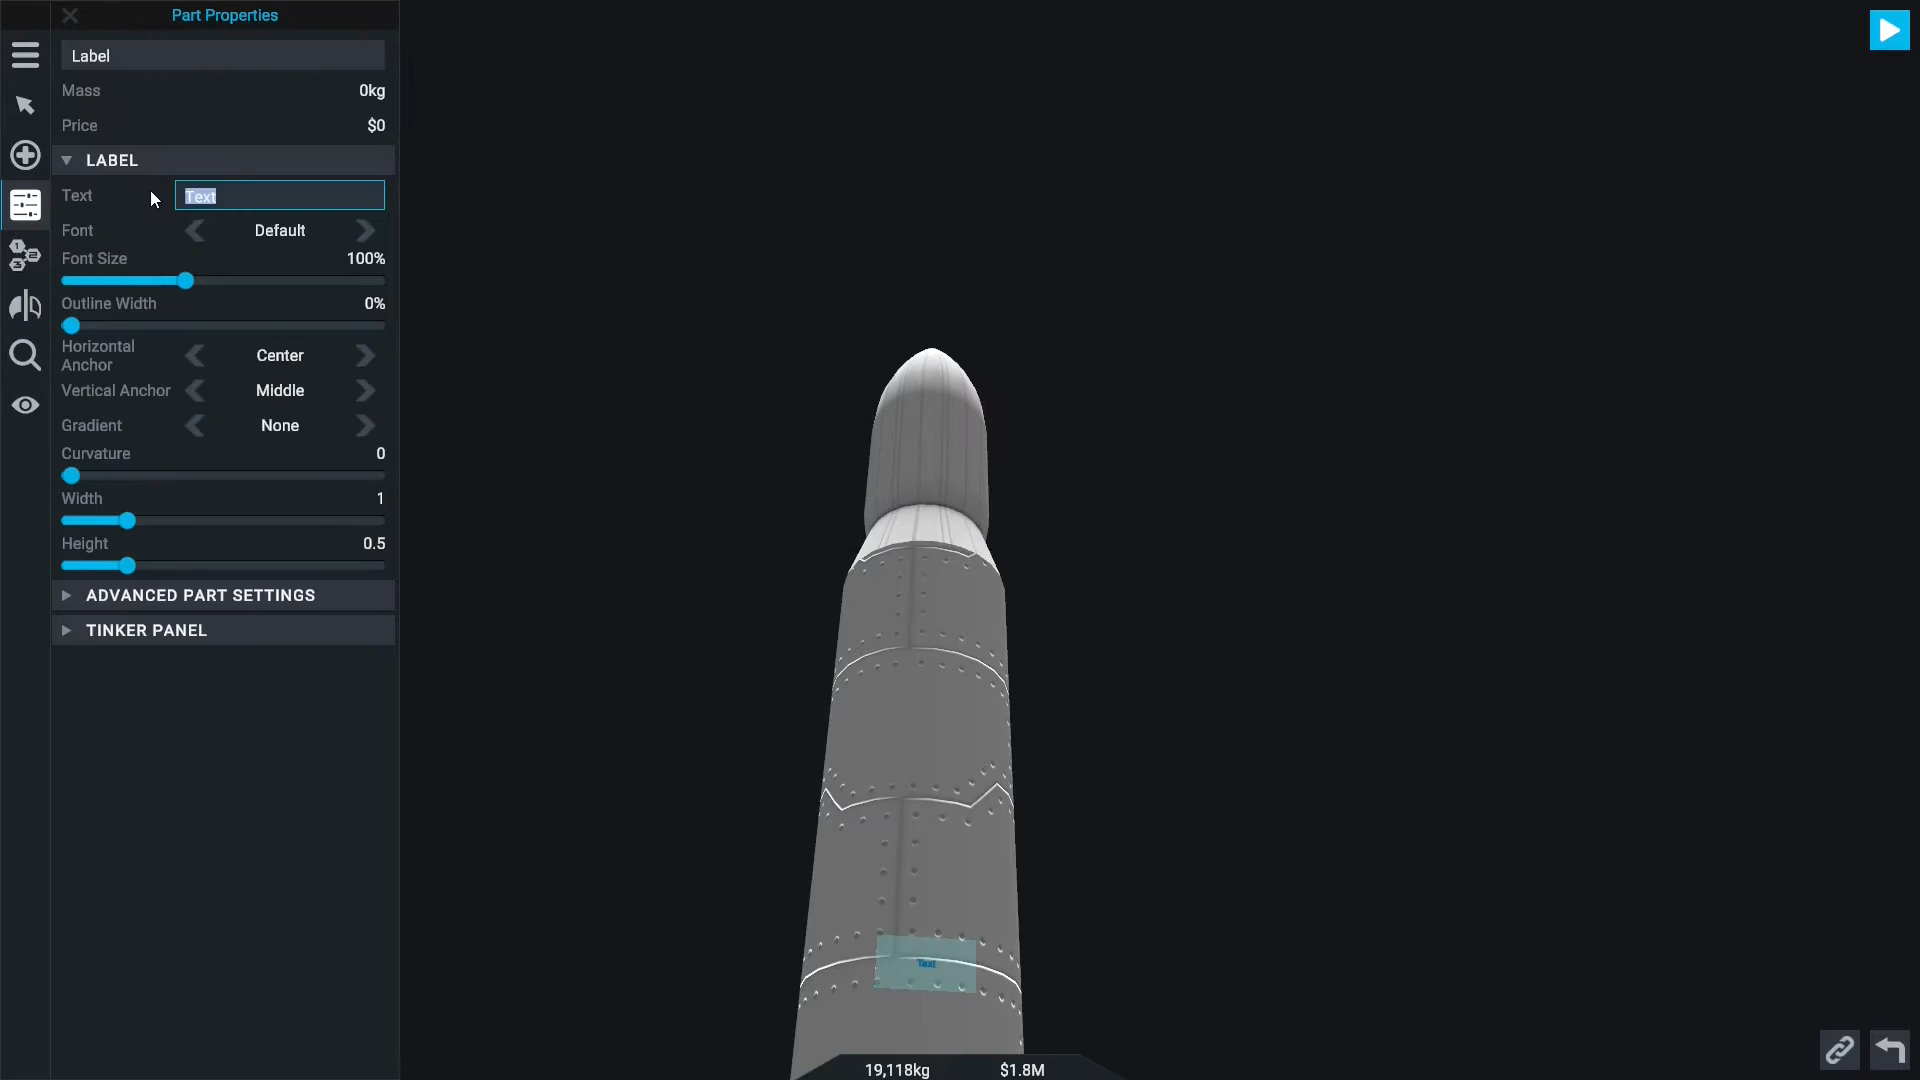 Part Properties
Label
Mass 0kg
Price $0
LABEL
Text Text
Font Default
Font Size 100%
Outline Width 0%
Horizontal Anchor Center
Vertical Anchor Middle
Gradient None
Curvature 0
Width 1
Height 0.5
ADVANCED PART SETTINGS
TINKER PANEL
Text
19,118kg $1.8M